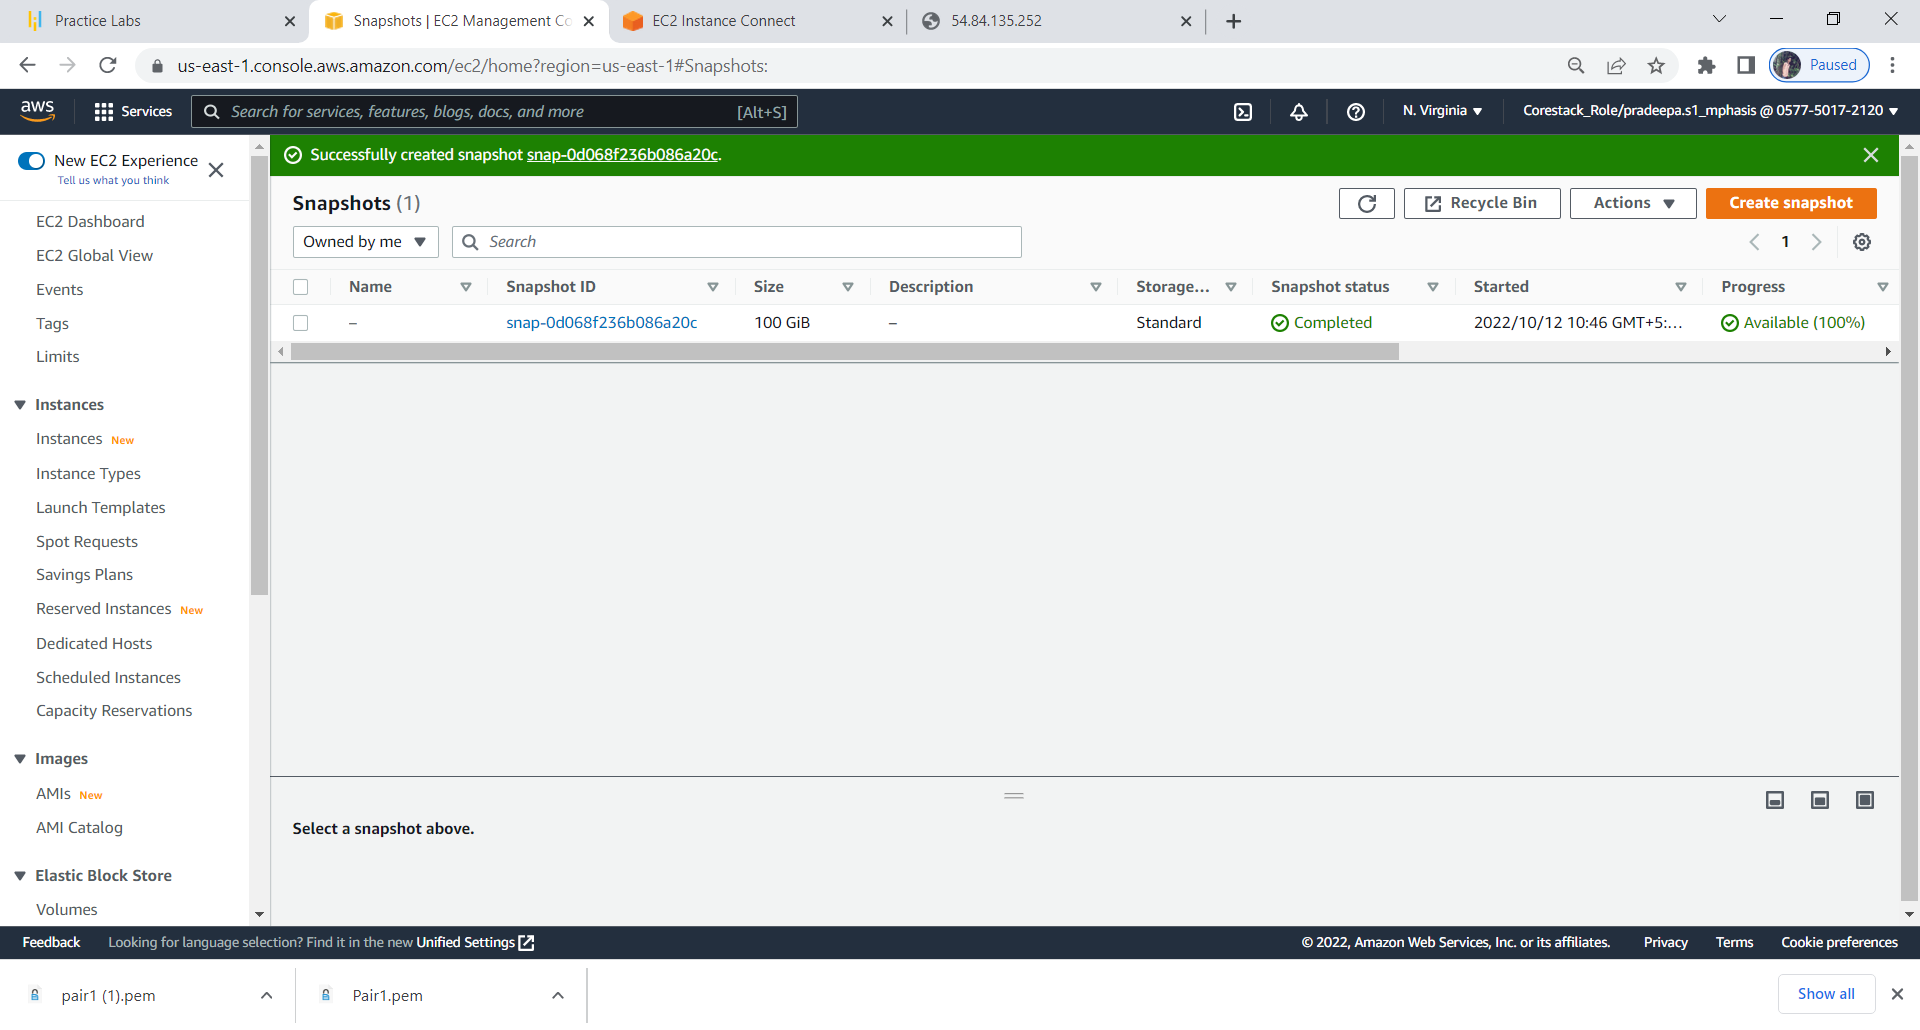 Practice Labs
Snapshots | EC2 Management Co
EC2 Instance Connect
54.84.135.252
us-east-1.console.aws.amazon.com/ec2/home?region=us-east-1#Snapshots:
Paused
aws
Services
Search for services, features, blogs, docs, and more
[Alt+S]
N. Virginia
Corestack_Role/pradeepa.s1_mphasis @ 0577-5017-2120
New EC2 Experience
Tell us what you think
EC2 Dashboard
EC2 Global View
Events
Tags
Limits
Instances
Instances New
Instance Types
Launch Templates
Spot Requests
Savings Plans
Reserved Instances New
Dedicated Hosts
Scheduled Instances
Capacity Reservations
Images
AMIs New
AMI Catalog
Elastic Block Store
Volumes
Successfully created snapshot snap-0d068f236b086a20c.
Snapshots (1)
Recycle Bin
Actions
Create snapshot
Owned by me
Search
1
Name Snapshot ID Size Description Storage... Snapshot status Started Progress
– snap-0d068f236b086a20c 100 GiB – Standard Completed 2022/10/12 10:46 GMT+5:... Available (100%)
Select a snapshot above.
Feedback
Looking for language selection? Find it in the new Unified Settings
© 2022, Amazon Web Services, Inc. or its affiliates.
Privacy
Terms
Cookie preferences
pair1 (1).pem
Pair1.pem
Show all